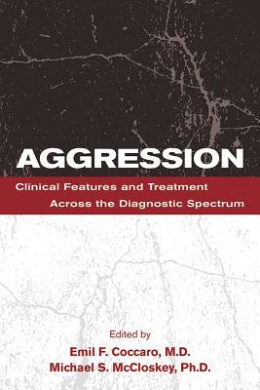 AGGRESSION
Clinical Features and Treatment
Across the Diagnostic Spectrum
Edited by
Emil F. Coccaro, M.D.
Michael S. McCloskey, Ph.D.